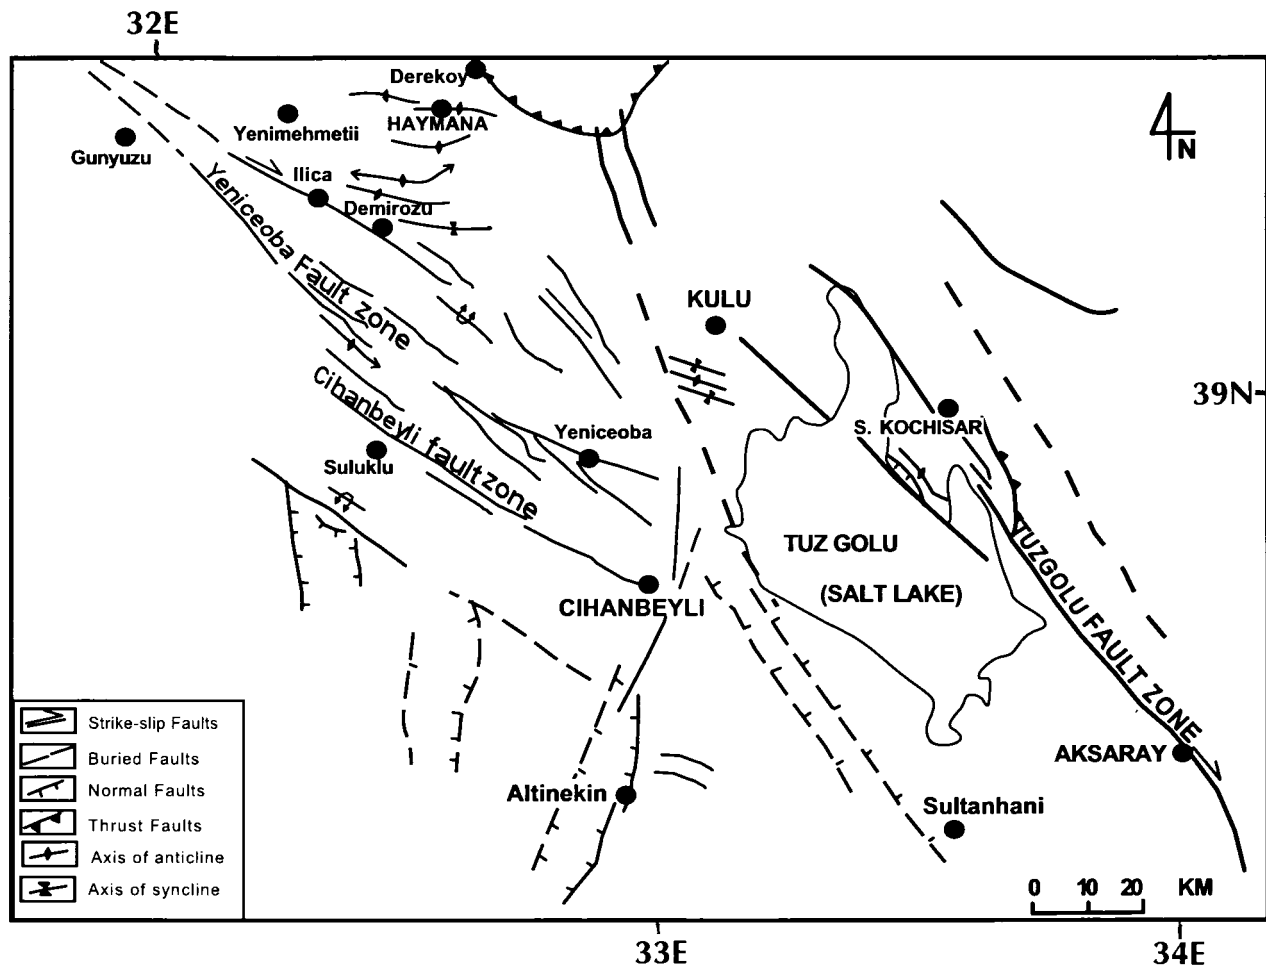 32E
Derekoy
HAYMANA
Yenimehmetii
Gunyuzu
Ilica
Demirozu
N
Yeniceoba Fault zone
KULU
39N
Cihanbeyli faultzone
S. KOCHISAR
Yeniceoba
Suluklu
TUZ GOLU
(SALT LAKE)
TUZGOLU FAULT ZONE
CIHANBEYLI
AKSARAY
Altinekin
Sultanhani
Strike-slip Faults
Buried Faults
Normal Faults
Thrust Faults
Axis of anticline
Axis of syncline
0 10 20 KM
33E
34E